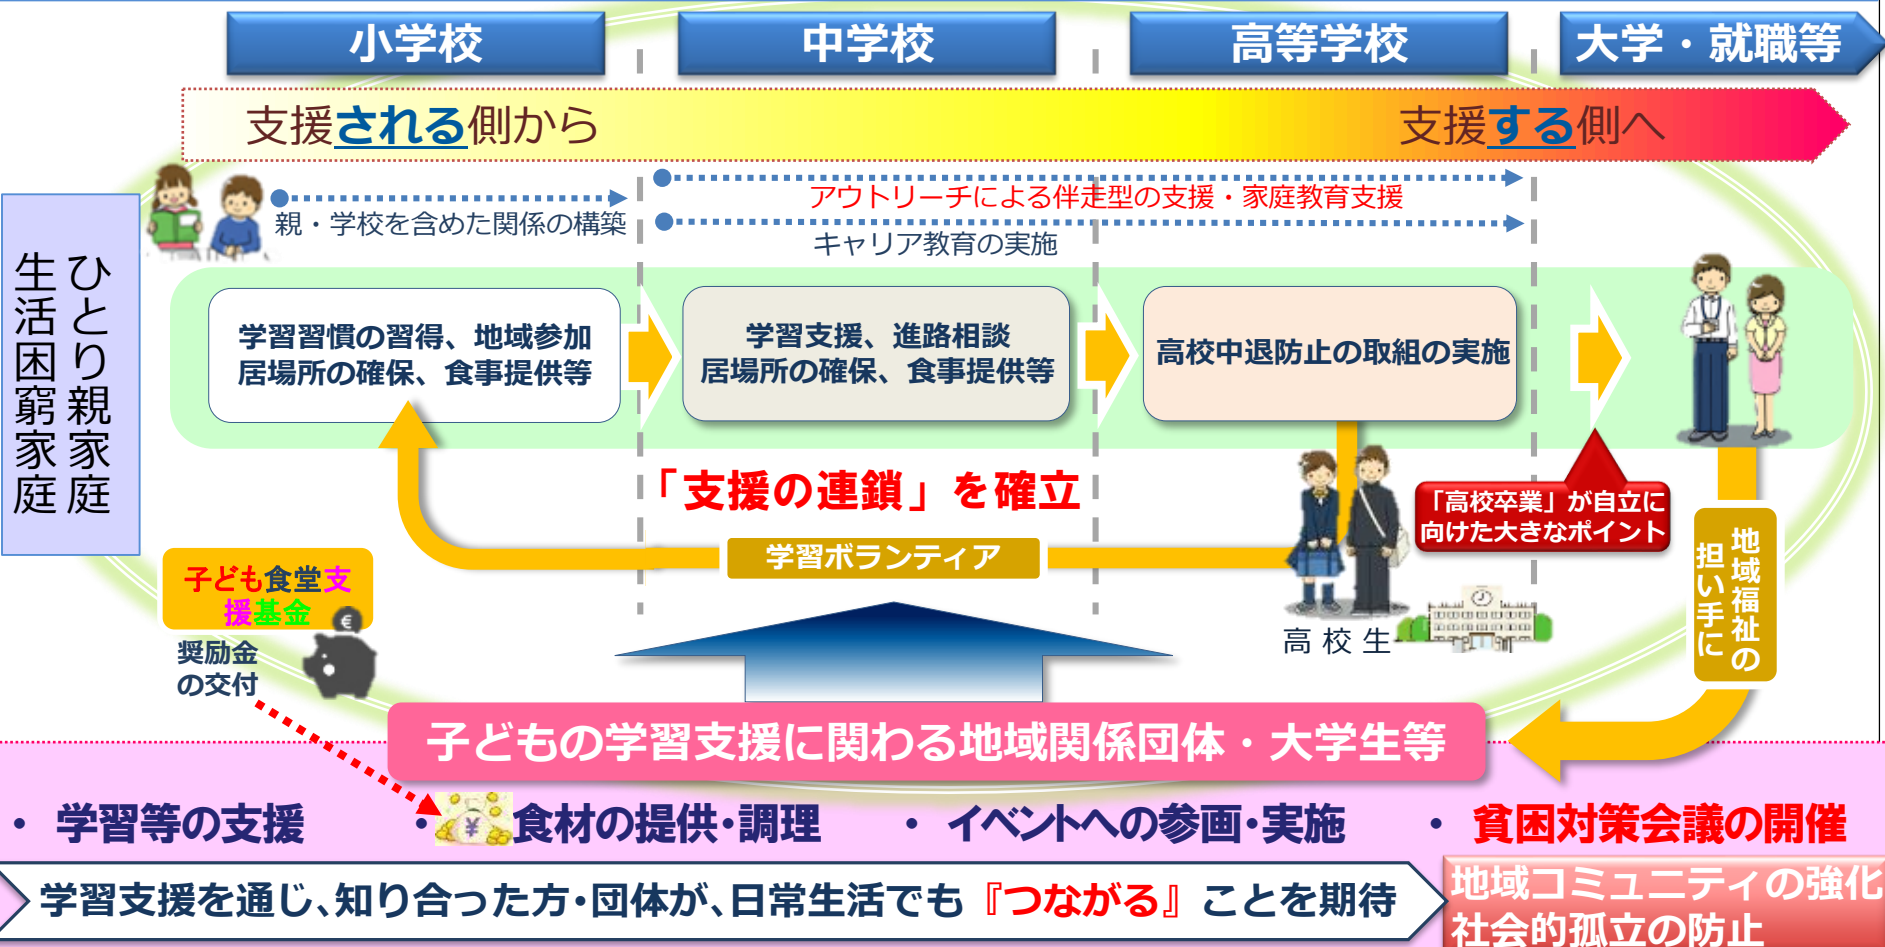 小学校
中学校
高等学校
大学・就職等
支援される側から
支援する側へ
親・学校を含めた関係の構築
アウトリーチによる伴走型の支援・家庭教育支援
キャリア教育の実施
ひとり親家庭
生活困窮家庭
学習習慣の習得、地域参加
居場所の確保、食事提供等
学習支援、進路相談
居場所の確保、食事提供等
高校中退防止の取組の実施
「支援の連鎖」を確立
「高校卒業」が自立に
向けた大きなポイント
学習ボランティア
地域福祉の
担い手に
子ども食堂支
援基金
€
奨励金
の交付
高校生
子どもの学習支援に関わる地域関係団体・大学生等
・ 学習等の支援
・ ¥ 食材の提供・調理
・ イベントへの参画・実施
・ 貧困対策会議の開催
学習支援を通じ、知り合った方・団体が、日常生活でも『つながる』ことを期待
地域コミュニティの強化
社会的孤立の防止